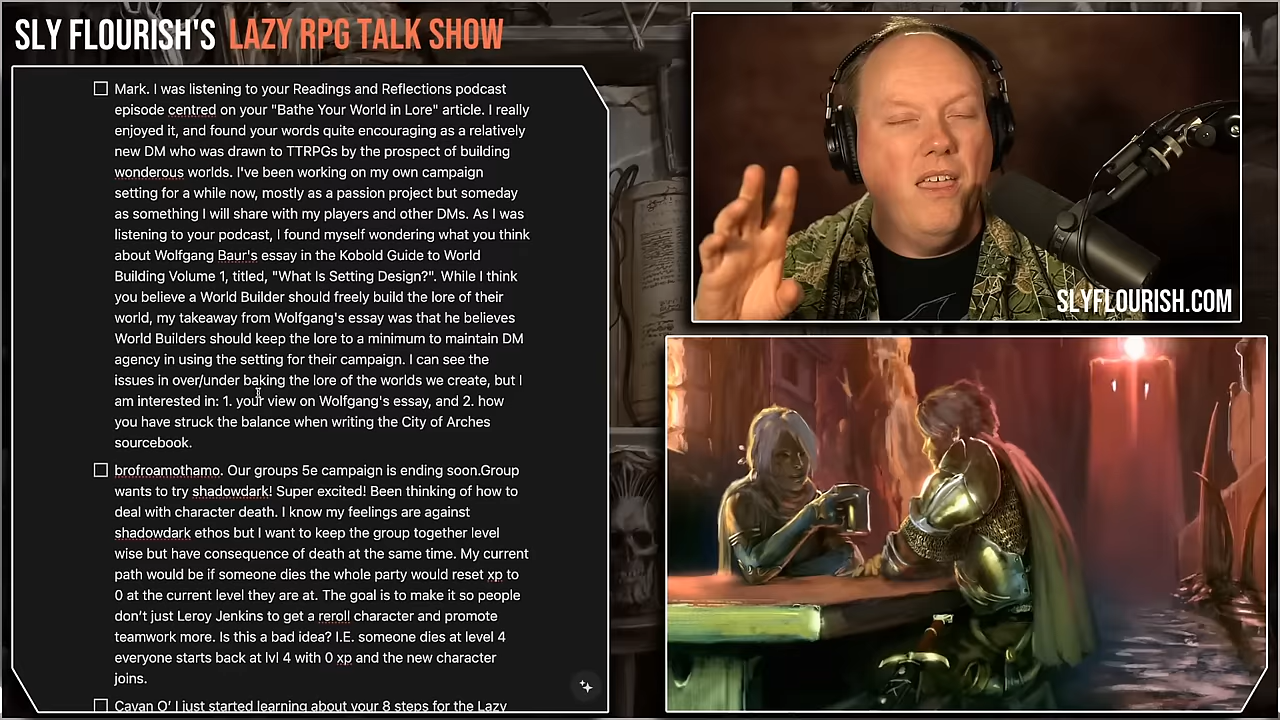 SLY FLOURISH'S LAZY RPG TALK SHOW
Mark. I was listening to your Readings and Reflections podcast
episode centred on your "Bathe Your World in Lore" article. I really
enjoyed it, and found your words quite encouraging as a relatively
new DM who was drawn to TTRPGs by the prospect of building
wonderous worlds. I've been working on my own campaign
setting for a while now, mostly as a passion project but someday
as something I will share with my players and other DMs. As I was
listening to your podcast, I found myself wondering what you think
about Wolfgang Baur's essay in the Kobold Guide to World
Building Volume 1, titled, "What Is Setting Design?". While I think
you believe a World Builder should freely build the lore of their
world, my takeaway from Wolfgang's essay was that he believes
World Builders should keep the lore to a minimum to maintain DM
agency in using the setting for their campaign. I can see the
issues in over/under baking the lore of the worlds we create, but I
am interested in: 1. your view on Wolfgang's essay, and 2. how
you have struck the balance when writing the City of Arches
sourcebook.
brofroamothamo. Our groups 5e campaign is ending soon.Group
wants to try shadowdark! Super excited! Been thinking of how to
deal with character death. I know my feelings are against
shadowdark ethos but I want to keep the group together level
wise but have consequence of death at the same time. My current
path would be if someone dies the whole party would reset xp to
0 at the current level they are at. The goal is to make it so people
don't just Leroy Jenkins to get a reroll character and promote
teamwork more. Is this a bad idea? I.E. someone dies at level 4
everyone starts back at lvl 4 with 0 xp and the new character
joins.
Cavan O' I just started learning about your 8 steps for the Lazy
SLYFLOURISH.COM